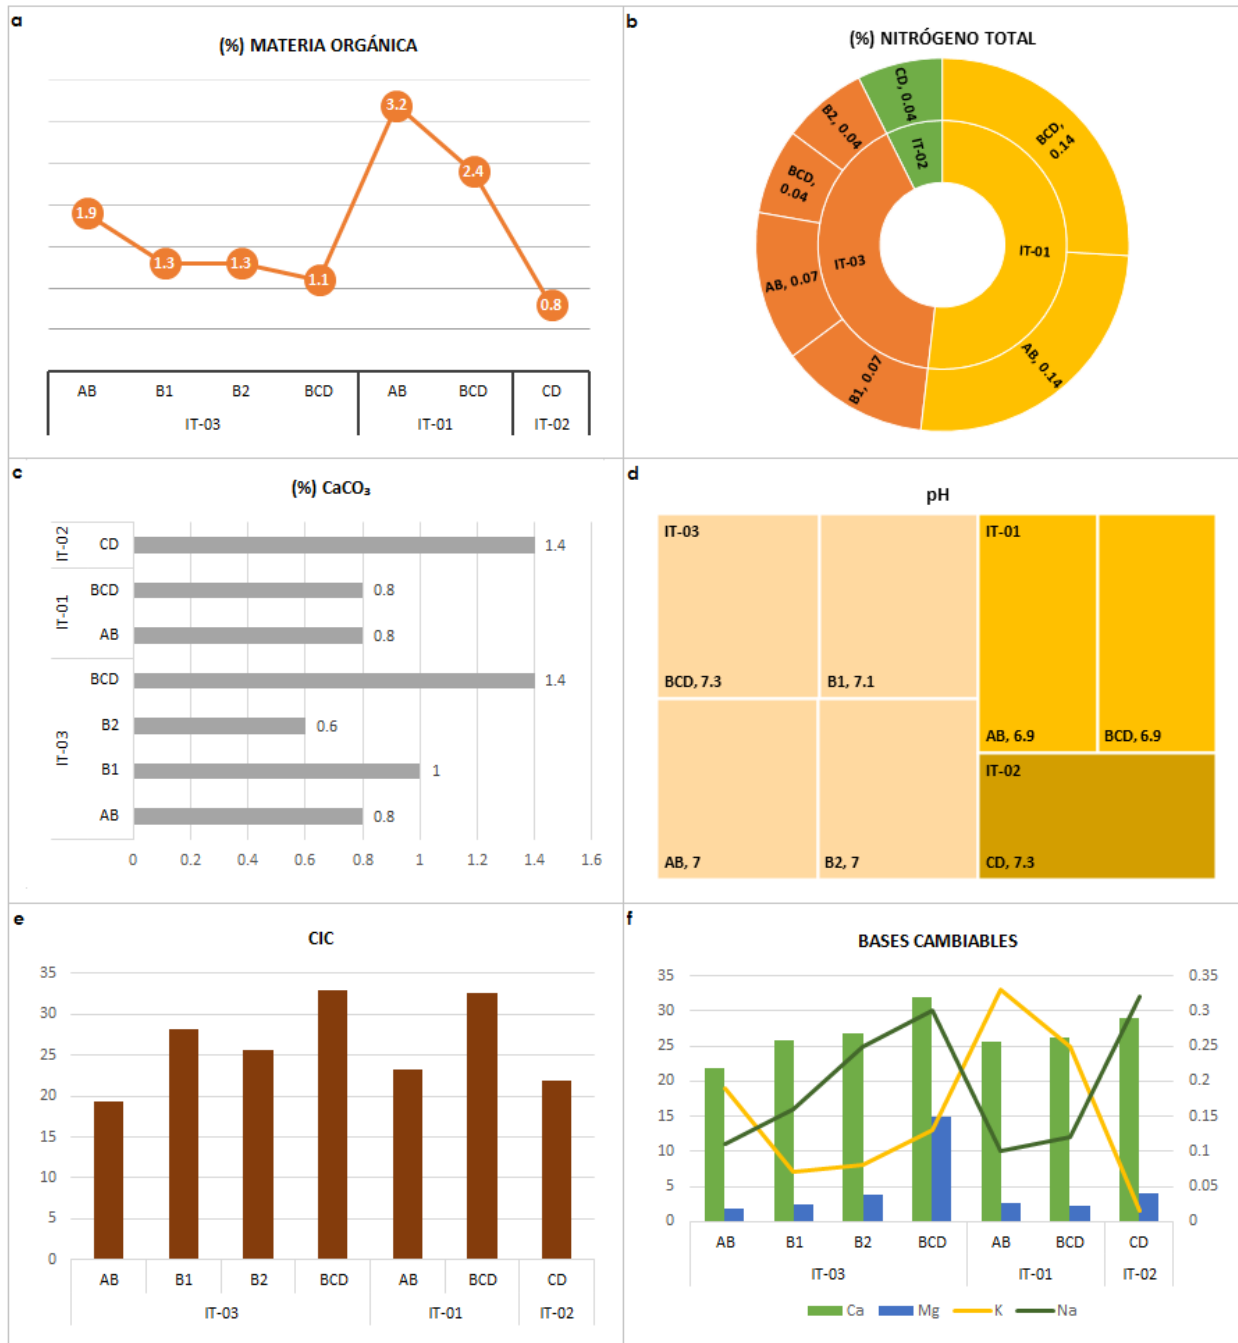 a
(%) MATERIA ORGÁNICA
1.9
1.3
1.3
1.1
3.2
2.4
0.8
AB B1 B2 BCD AB BCD CD
IT-03 IT-01 IT-02
b
(%) NITRÓGENO TOTAL
BCD,
0.14
AB, 0.14
B1, 0.07
AB, 0.07
BCD,
0.04
B2, 0.04
CD, 0.04
IT-01
IT-03
IT-02
c
(%) CaCO₃
IT-02
CD 1.4
IT-01
BCD 0.8
AB 0.8
IT-03
BCD 1.4
B2 0.6
B1 1
AB 0.8
0 0.2 0.4 0.6 0.8 1 1.2 1.4 1.6
d
pH
IT-03
BCD, 7.3
B1, 7.1
AB, 7
B2, 7
IT-01
AB, 6.9
BCD, 6.9
IT-02
CD, 7.3
e
CIC
35
30
25
20
15
10
5
0
AB B1 B2 BCD AB BCD CD
IT-03 IT-01 IT-02
f
BASES CAMBIABLES
35 0.35
30 0.3
25 0.25
20 0.2
15 0.15
10 0.1
5 0.05
0 0
AB B1 B2 BCD AB BCD CD
IT-03 IT-01 IT-02
Ca Mg K Na